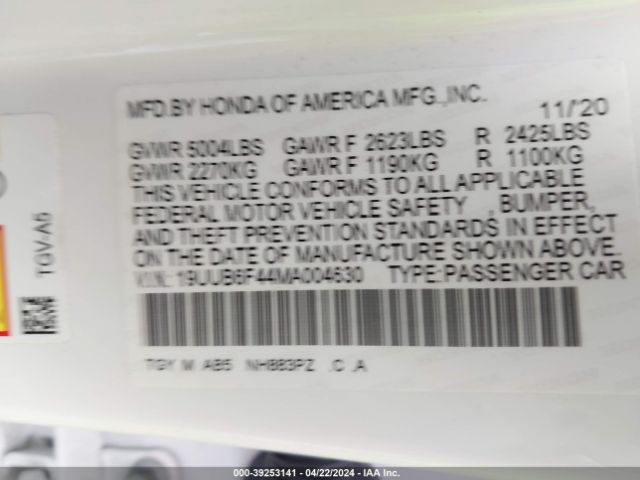 MFD.BY HONDA OF AMERICA MFG.,INC. 11/'20
GVWR 5004LBS GAWR F 2623LBS R 2425LBS
GVWR 2270KG GAWR F 1190KG R 1100KG
THIS VEHICLE CONFORMS TO ALL APPLICABLE
FEDERAL MOTOR VEHICLE SAFETY , BUMPER,
AND THEFT PREVENTION STANDARDS IN EFFECT
ON THE DATE OF MANUFACTURE SHOWN ABOVE.
V.I.N.: 19UUB6F44MA004630 TYPE:PASSENGER CAR
TGY M AB5 NH883PZ .C .A
TGV-A5
000-39253141 - 04/22/2024 - IAA Inc.